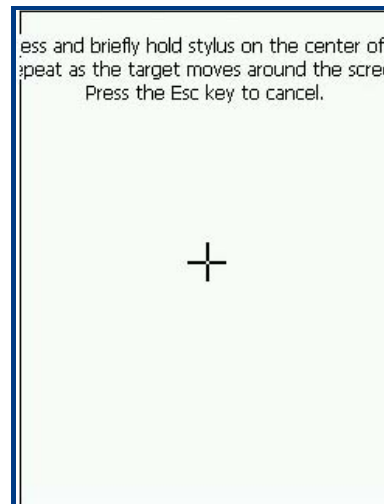 ess and briefly hold stylus on the center of
epeat as the target moves around the scre
Press the Esc key to cancel.